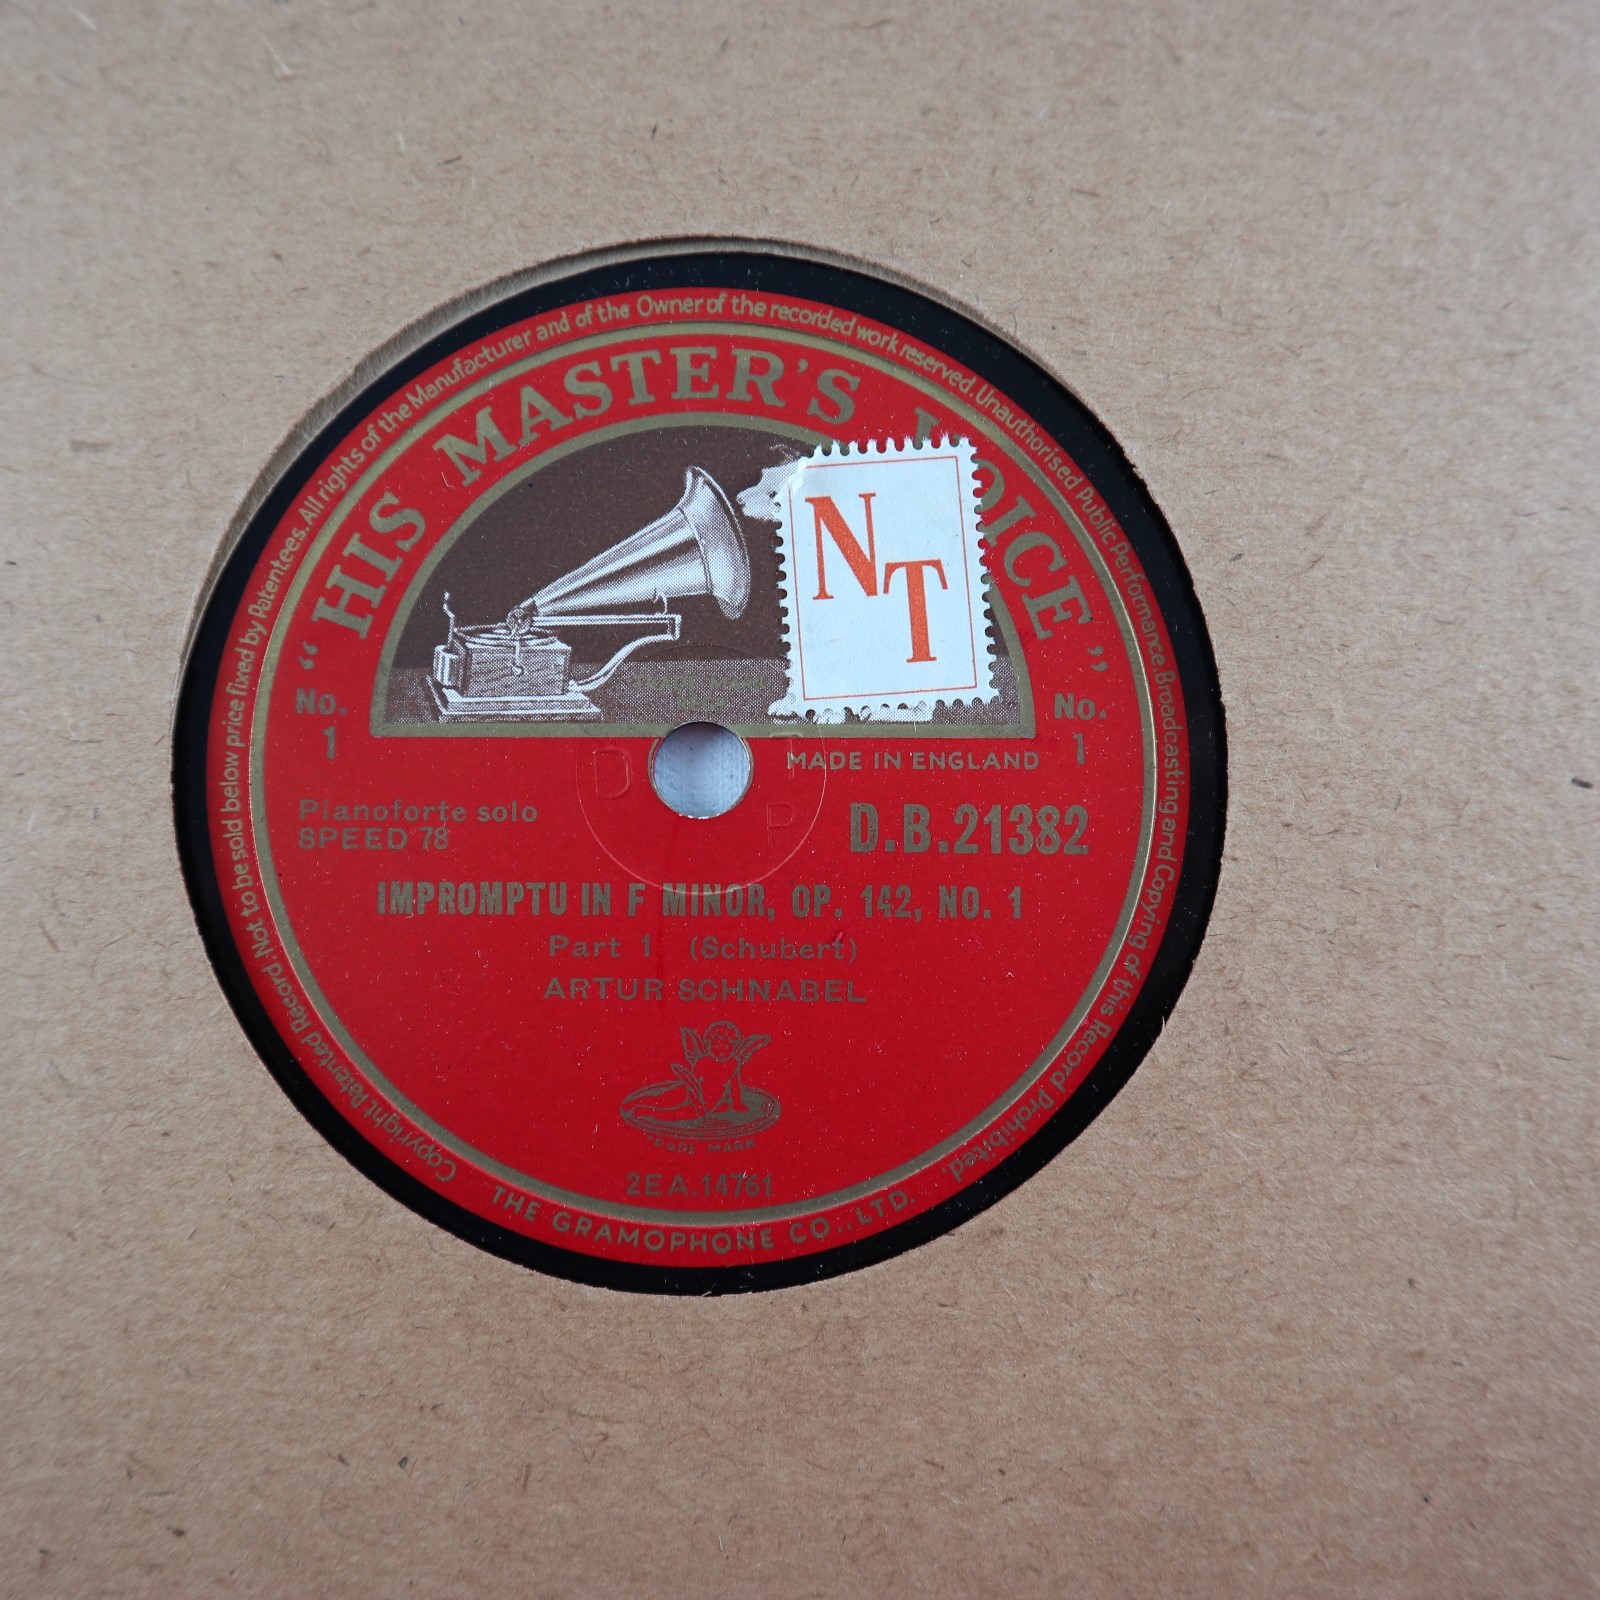 Copyright Patented Record. Not to be sold below price fixed by Patentees. All rights of the Manufacturer and of the Owner of the recorded work reserved. Unauthorised Public Performance. Broadcasting and Copying of this Record Prohibited.
"HIS MASTER'S VOICE"
NT
No. 1
No. 1
D T P
MADE IN ENGLAND
Pianoforte solo
SPEED 78
D.B.21382
IMPROMPTU IN F MINOR, OP. 142, NO. 1
Part 1 (Schubert)
ARTUR SCHNABEL
TRADE MARK
2EA.14761
THE GRAMOPHONE CO., LTD.